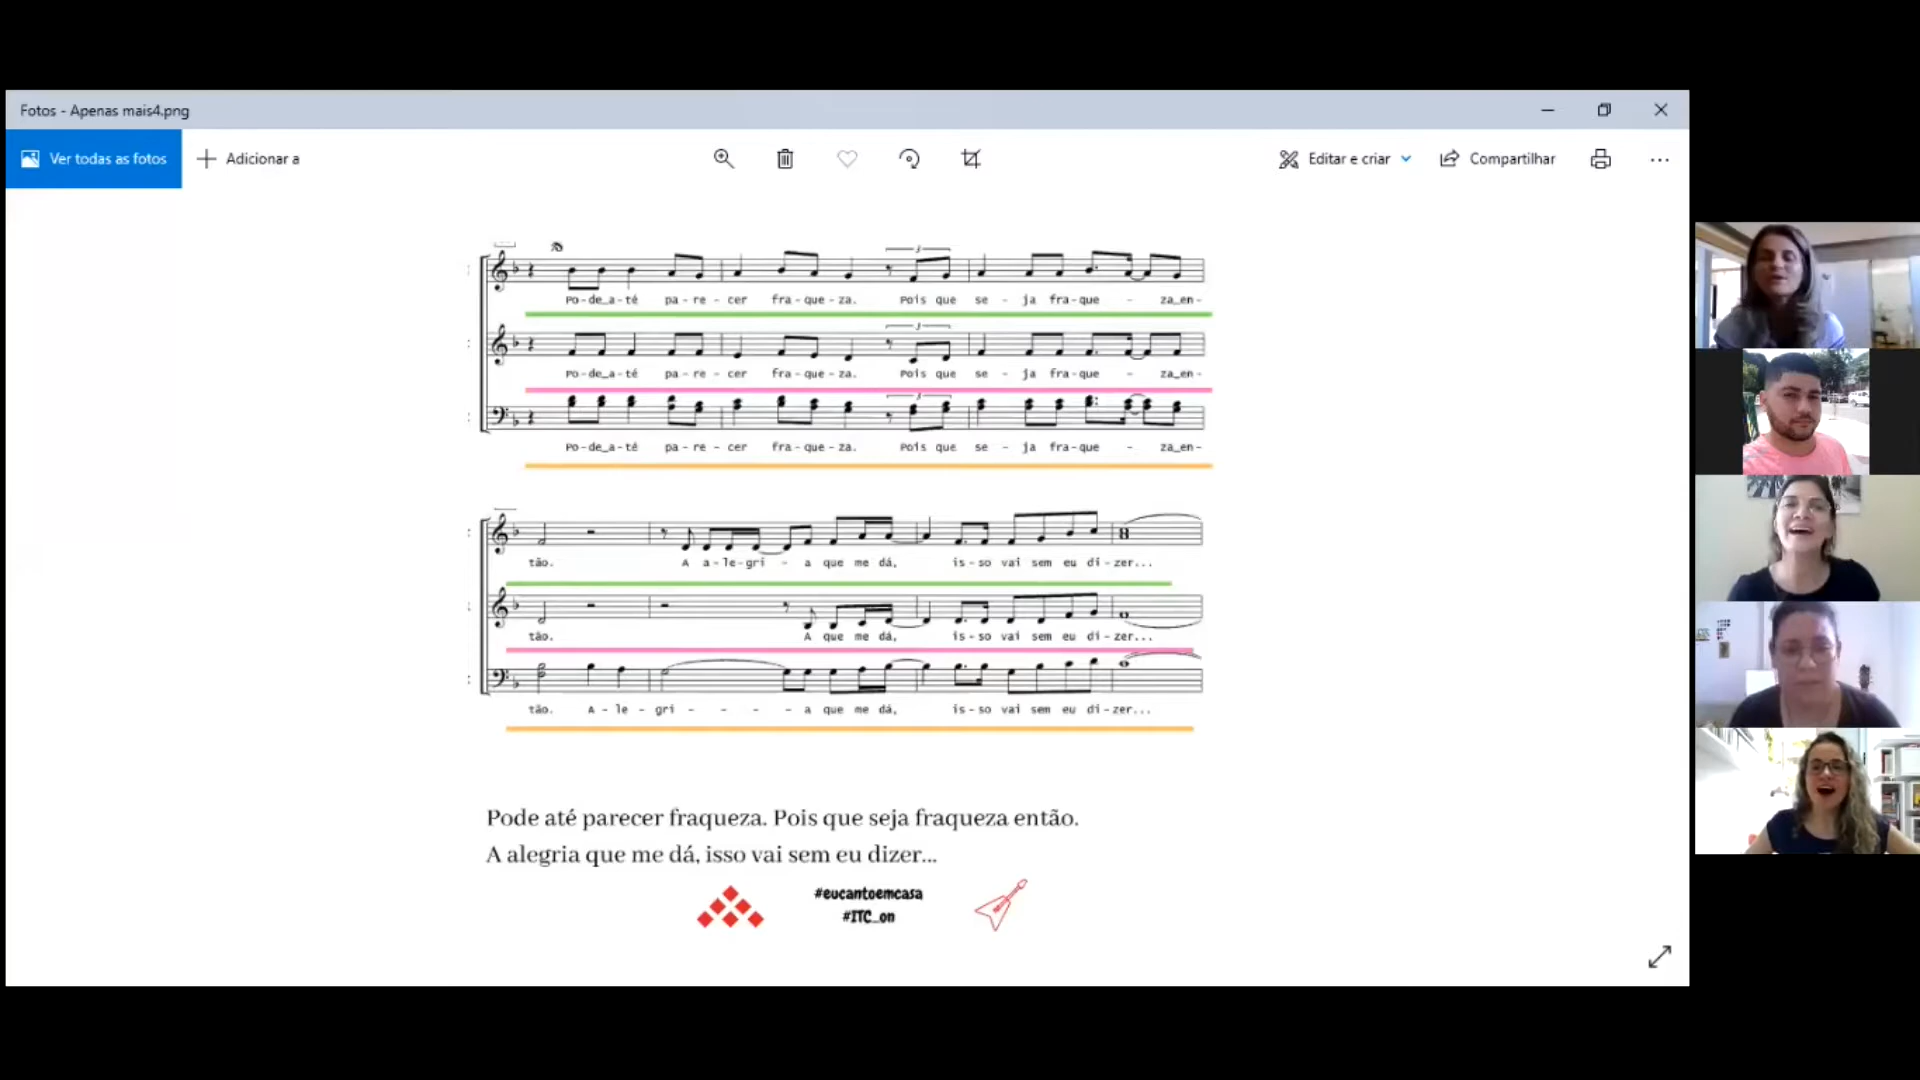 Fotos - Apenas mais4.png
Ver todas as fotos
Adicionar a
Editar e criar
Compartilhar
3
Po-de_a-té pa-re-cer fra-que-za. Pois que se-ja fra-que - za_en-
3
Po-de_a-té pa-re-cer fra-que-za. Pois que se-ja fra-que - za_en-
3
Po-de_a-té pa-re-cer fra-que-za. Pois que se-ja fra-que - za_en-
tão. A a-le-gri - a que me dá, is-so vai sem eu di-zer...
tão. A que me dá, is-so vai sem eu di-zer...
tão. A-le-gri - - - - a que me dá, is-so vai sem eu di-zer...
Pode até parecer fraqueza. Pois que seja fraqueza então.
A alegria que me dá, isso vai sem eu dizer...
#eucantoemcasa
#ITC_on